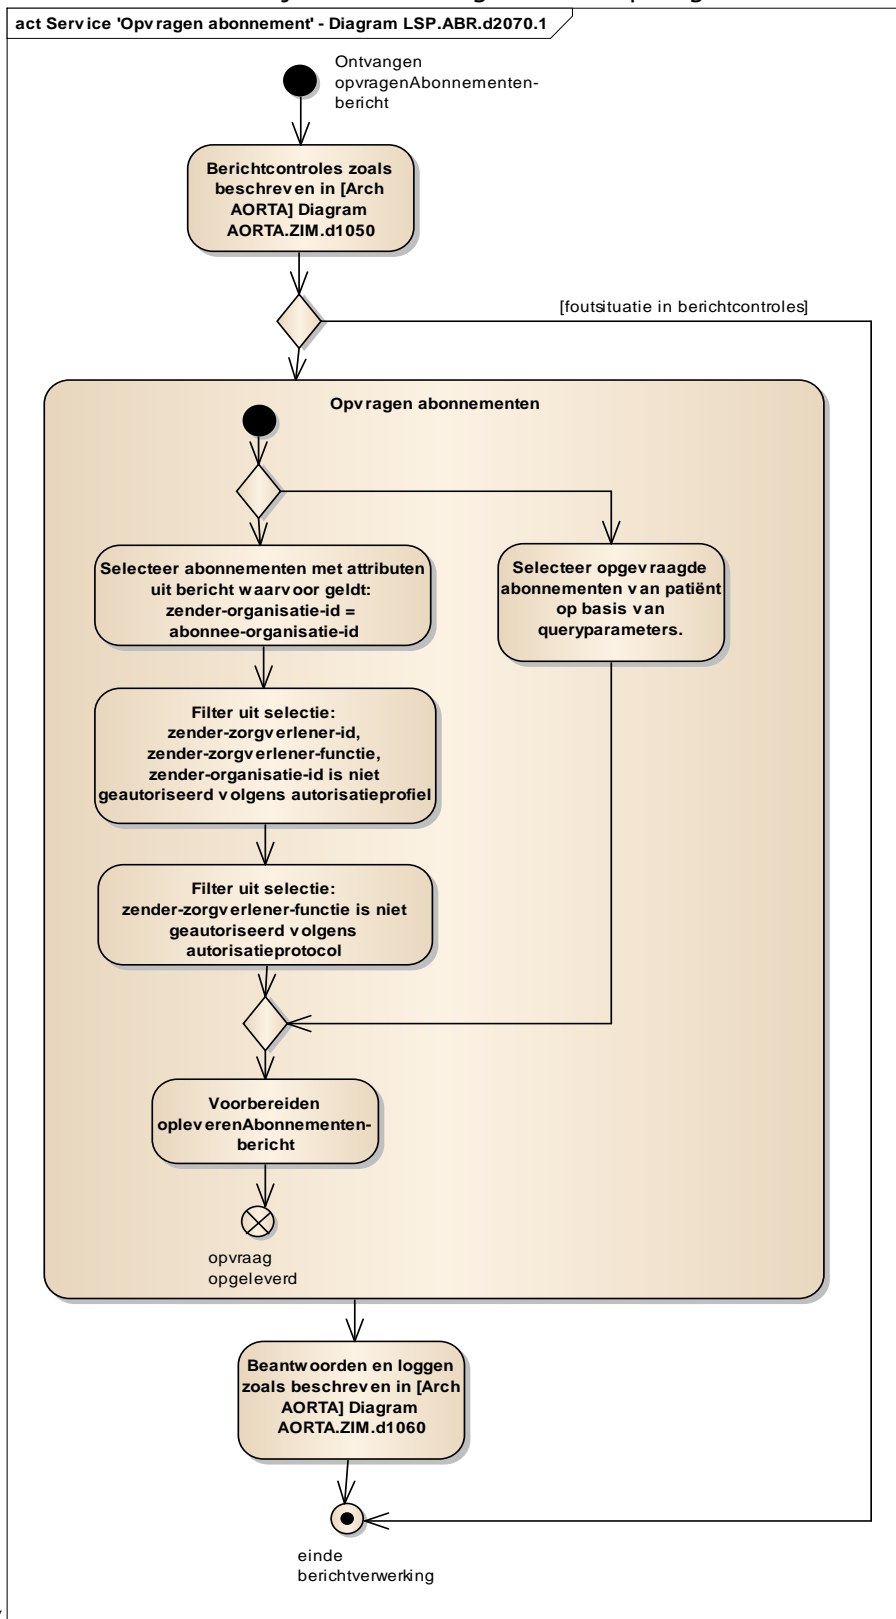 act Service 'Opvragen abonnement' - Diagram LSP.ABR.d2070.1
Ontvangen
opvragenAbonnementen-
bericht
Berichtcontroles zoals
beschreven in [Arch
AORTA] Diagram
AORTA.ZIM.d1050
[foutsituatie in berichtcontroles]
Opvragen abonnementen
Selecteer abonnementen met attributen
uit bericht waarvoor geldt:
zender-organisatie-id =
abonnee-organisatie-id
Selecteer opgevraagde
abonnementen van patiënt
op basis van
queryparameters.
Filter uit selectie:
zender-zorgverlener-id,
zender-zorgverlener-functie,
zender-organisatie-id is niet
geautoriseerd volgens autorisatieprofiel
Filter uit selectie:
zender-zorgverlener-functie is niet
geautoriseerd volgens
autorisatieprotocol
Voorbereiden
opleverenAbonnementen-
bericht
opvraag
opgeleverd
Beantwoorden en loggen
zoals beschreven in [Arch
AORTA] Diagram
AORTA.ZIM.d1060
einde
berichtverwerking